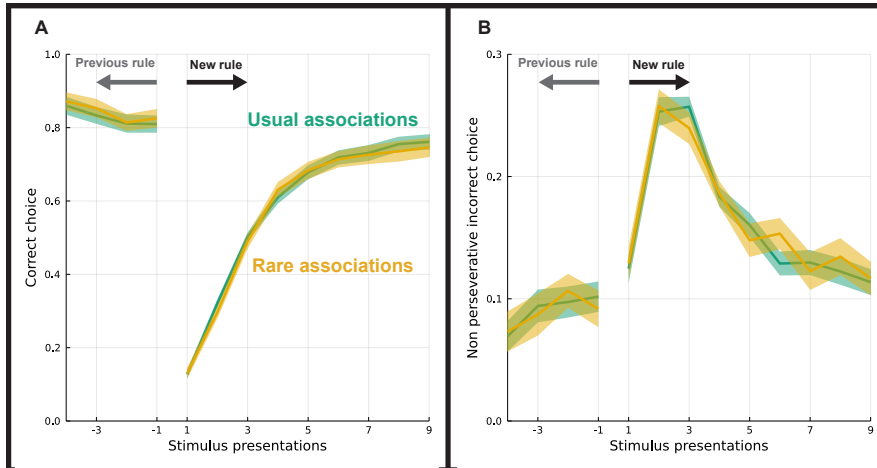 A
Previous rule
New rule
Usual associations
Rare associations
Correct choice
1.0
0.8
0.6
0.4
0.2
0.0
-3
-1
1
3
5
7
9
Stimulus presentations
B
Previous rule
New rule
Non perseverative incorrect choice
0.3
0.2
0.1
0.0
-3
-1
1
3
5
7
9
Stimulus presentations